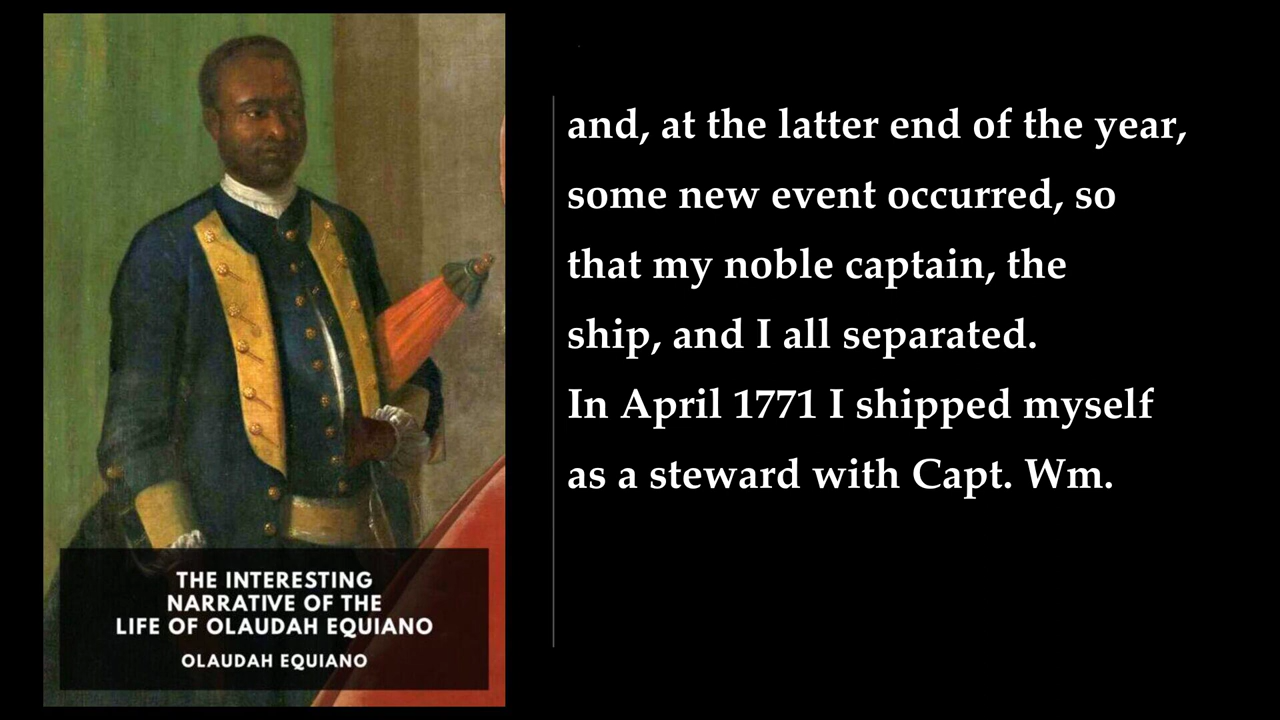 and, at the latter end of the year,
some new event occurred, so
that my noble captain, the
ship, and I all separated.
In April 1771 I shipped myself
as a steward with Capt. Wm.
THE INTERESTING
NARRATIVE OF THE
LIFE OF OLAUDAH EQUIANO
OLAUDAH EQUIANO